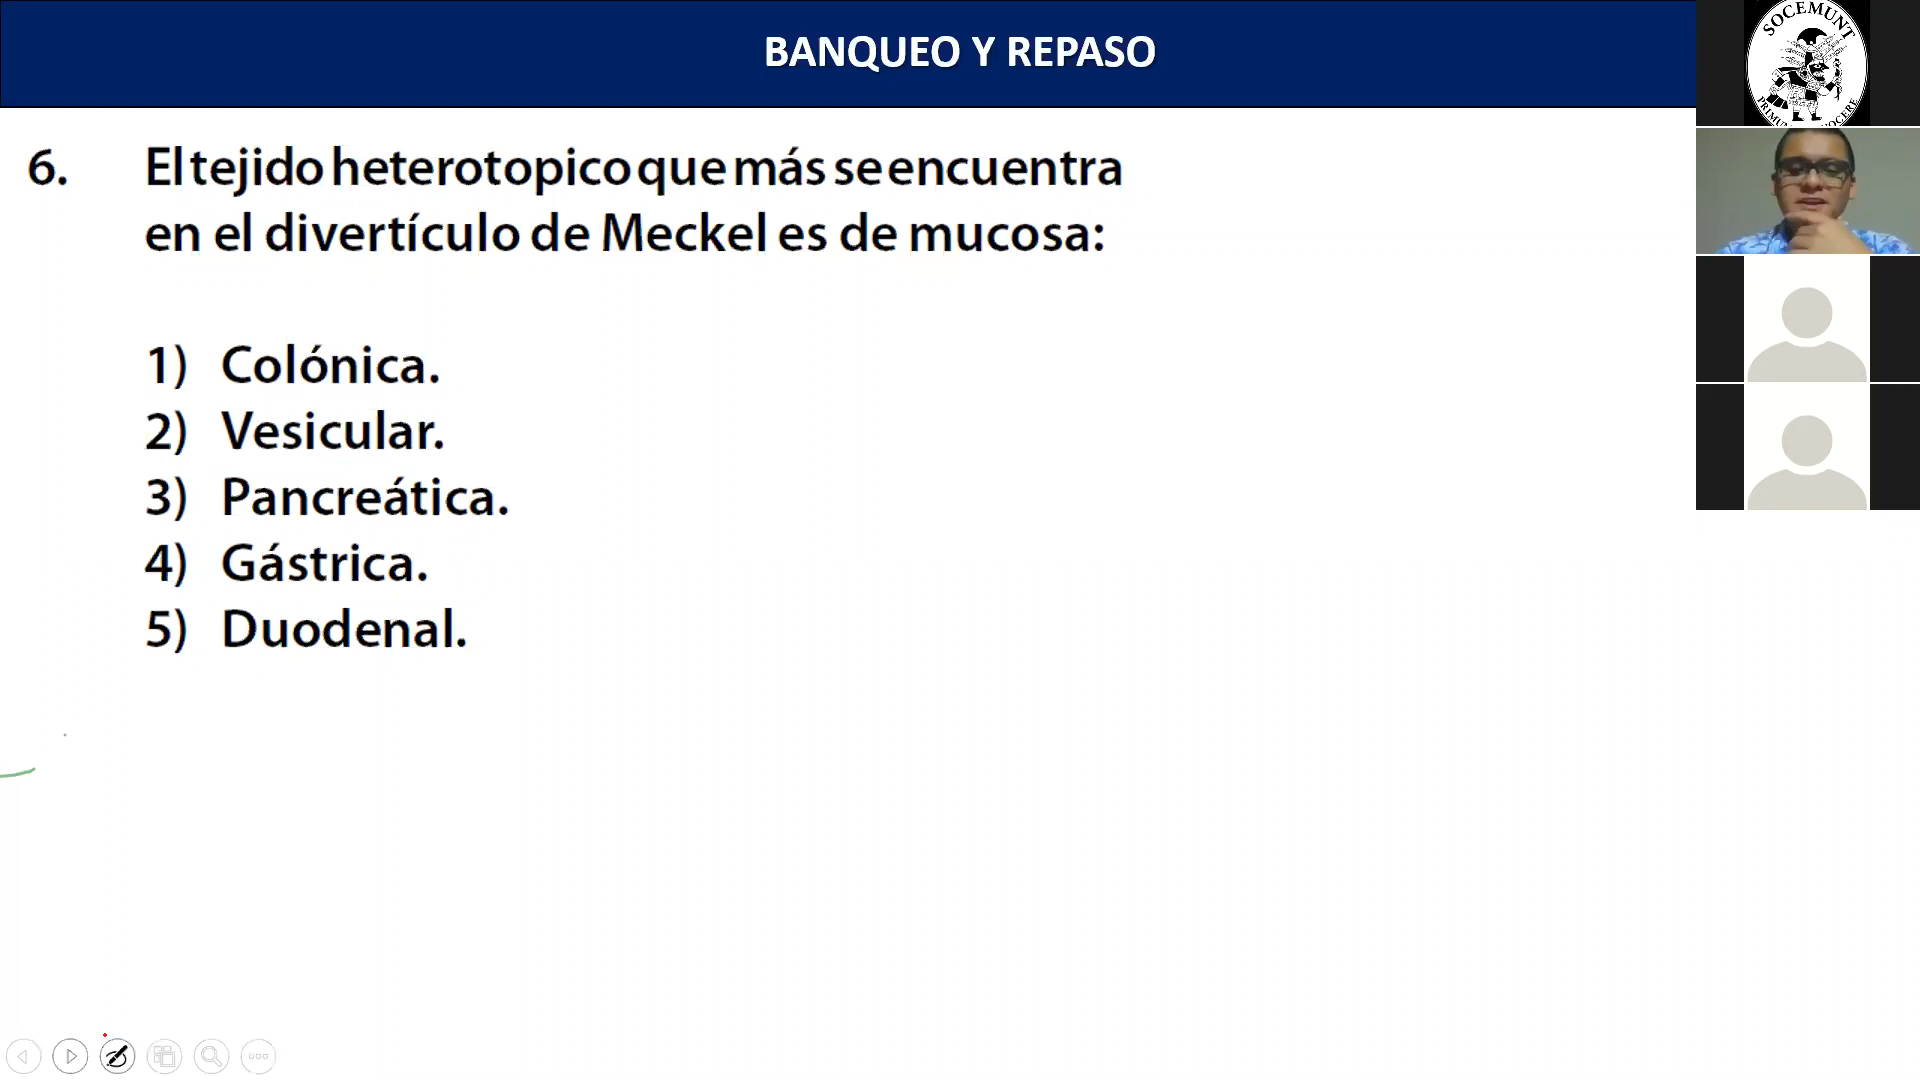 BANQUEO Y REPASO
SOCEMUNT
6. El tejido heterotopico que más se encuentra
en el divertículo de Meckel es de mucosa:
1) Colónica.
2) Vesicular.
3) Pancreática.
4) Gástrica.
5) Duodenal.